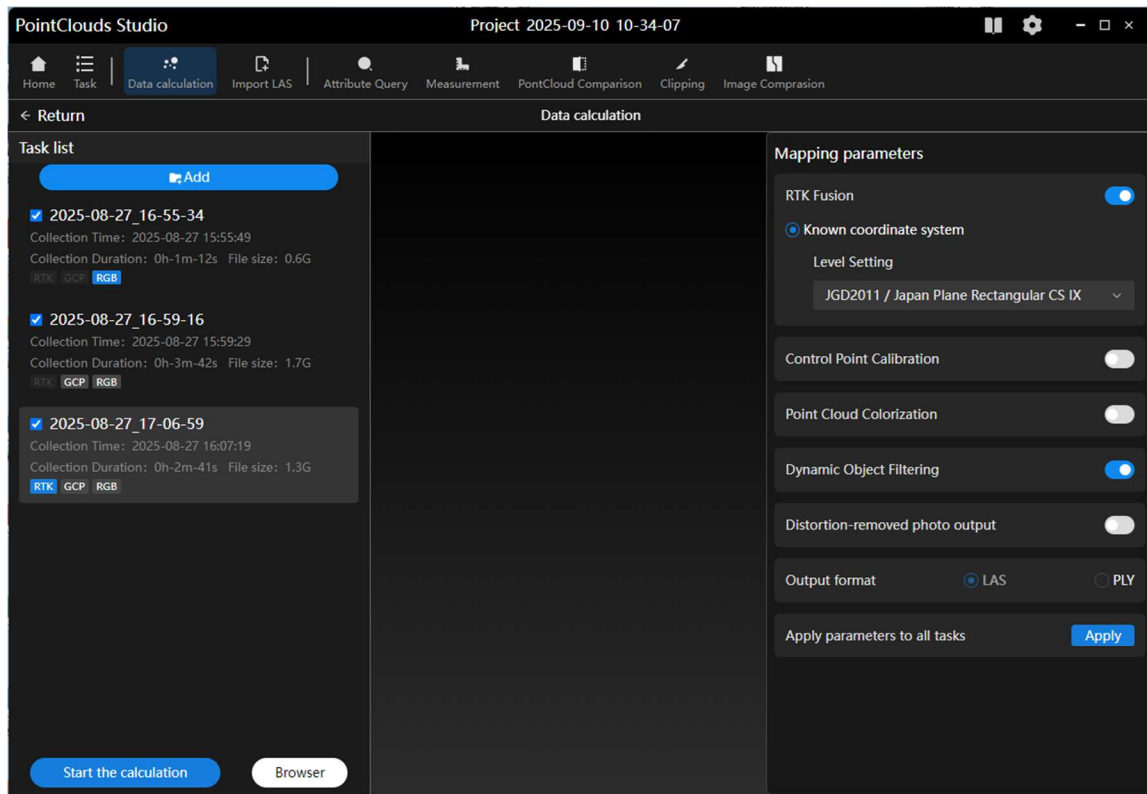 PointClouds Studio
Project 2025-09-10 10-34-07
Home
Task
Data calculation
Import LAS
Attribute Query
Measurement
PontCloud Comparison
Clipping
Image Comprasion
Return
Data calculation
Task list
Add
2025-08-27_16-55-34
Collection Time: 2025-08-27 15:55:49
Collection Duration: 0h-1m-12s File size: 0.6G
RTK GCP RGB
2025-08-27_16-59-16
Collection Time: 2025-08-27 15:59:29
Collection Duration: 0h-3m-42s File size: 1.7G
RTK GCP RGB
2025-08-27_17-06-59
Collection Time: 2025-08-27 16:07:19
Collection Duration: 0h-2m-41s File size: 1.3G
RTK GCP RGB
Start the calculation
Browser
Mapping parameters
RTK Fusion
Known coordinate system
Level Setting
JGD2011 / Japan Plane Rectangular CS IX
Control Point Calibration
Point Cloud Colorization
Dynamic Object Filtering
Distortion-removed photo output
Output format LAS PLY
Apply parameters to all tasks Apply